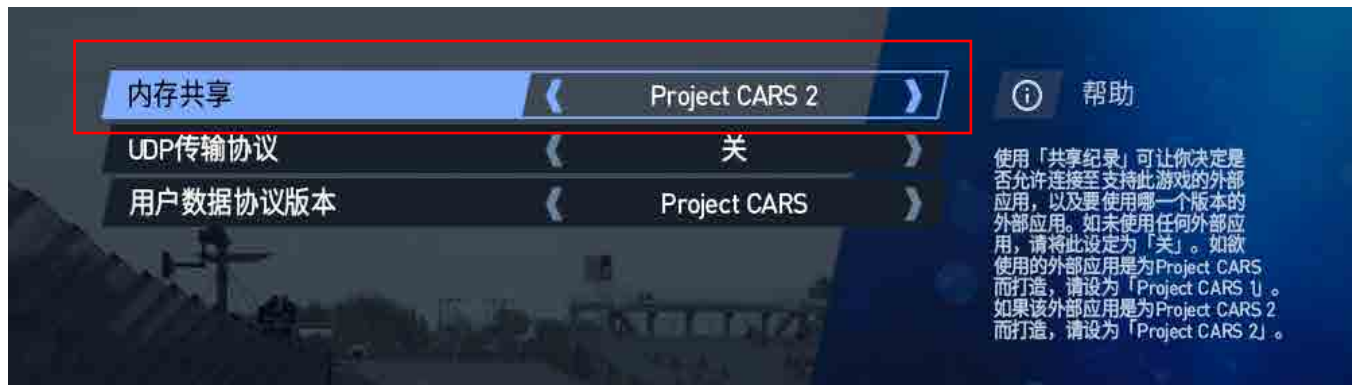 内存共享
Project CARS 2
UDP传输协议
关
用户数据协议版本
Project CARS
帮助
使用「共享纪录」可让你决定是
否允许连接至支持此游戏的外部
应用，以及要使用哪一个版本的
外部应用。如未使用任何外部应
用，请将此设定为「关」。如欲
使用的外部应用是为Project CARS
而打造，请设为「Project CARS 1」。
如果该外部应用是为Project CARS 2
而打造，请设为「Project CARS 2」。